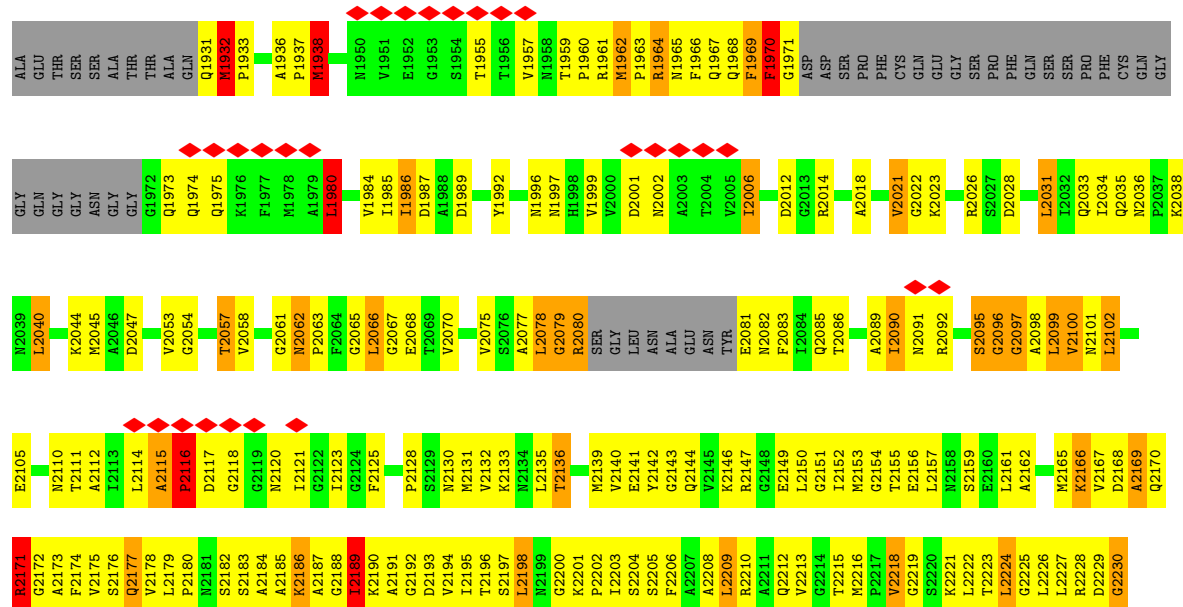 ALA GLU THR SER SER ALA THR THR ALA GLN Q1931 M1932 P1933 A1936 P1937 M1938 N1950 V1951 E1952 G1953 S1954 T1955 T1956 V1957 N1958 T1959 P1960 R1961 M1962 P1963 R1964 N1965 F1966 Q1967 Q1968 F1969 F1970 G1971 ASP ASP SER PRO PHE CYS GLN GLU GLY SER PRO PHE GLN SER SER PRO PHE CYS GLN GLY
GLY GLN GLY GLY ASN GLY GLY G1972 Q1973 Q1974 Q1975 K1976 F1977 M1978 A1979 L1980 V1984 I1985 I1986 D1987 A1988 D1989 Y1992 N1996 N1997 H1998 V1999 V2000 D2001 N2002 A2003 T2004 V2005 I2006 D2012 G2013 R2014 A2018 V2021 G2022 K2023 R2026 S2027 D2028 L2031 I2032 Q2033 I2034 Q2035 N2036 P2037 K2038
N2039 L2040 K2044 M2045 A2046 D2047 V2053 G2054 T2057 V2058 G2061 N2062 P2063 F2064 G2065 L2066 G2067 E2068 T2069 V2070 V2075 S2076 A2077 L2078 G2079 R2080 SER GLY LEU ASN ALA GLU ASN TYR E2081 N2082 F2083 I2084 Q2085 T2086 A2089 I2090 N2091 R2092 S2095 G2096 G2097 A2098 L2099 V2100 N2101 L2102
E2105 N2110 T2111 A2112 I2113 L2114 A2115 P2116 D2117 G2118 G2119 N2120 I2121 G2122 I2123 G2124 F2125 P2128 S2129 N2130 M2131 V2132 K2133 N2134 L2135 T2136 M2139 V2140 E2141 Y2142 G2143 Q2144 V2145 K2146 R2147 G2148 E2149 L2150 G2151 I2152 M2153 G2154 T2155 E2156 L2157 N2158 S2159 E2160 L2161 A2162 M2165 K2166 V2167 D2168 A2169 Q2170
R2171 G2172 A2173 F2174 V2175 S2176 Q2177 V2178 L2179 P2180 N2181 S2182 S2183 A2184 A2185 K2186 A2187 G2188 I2189 K2190 A2191 G2192 D2193 V2194 I2195 T2196 S2197 L2198 N2199 G2200 K2201 P2202 I2203 S2204 S2205 F2206 A2207 A2208 L2209 R2210 A2211 Q2212 V2213 G2214 T2215 M2216 P2217 V2218 G2219 S2220 K2221 L2222 T2223 L2224 G2225 L2226 L2227 R2228 D2229 G2230